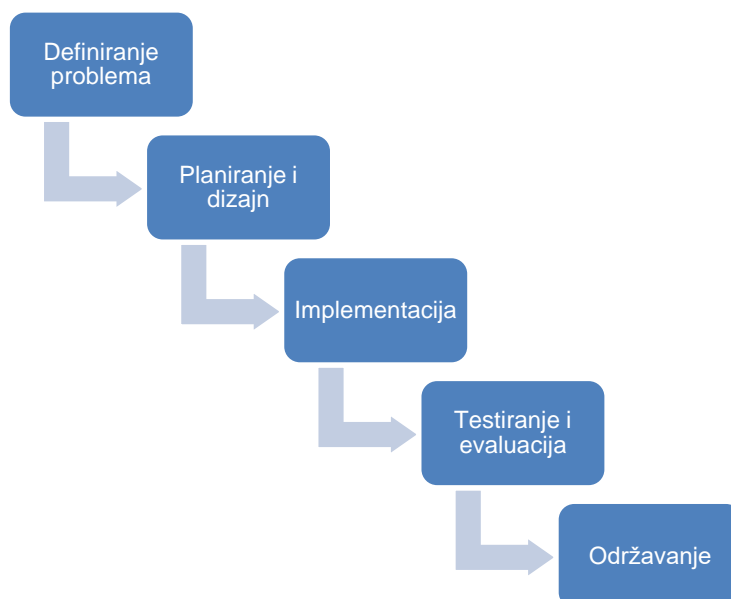 Definiranje
problema
Planiranje i
dizajn
Implementacija
Testiranje i
evaluacija
Održavanje